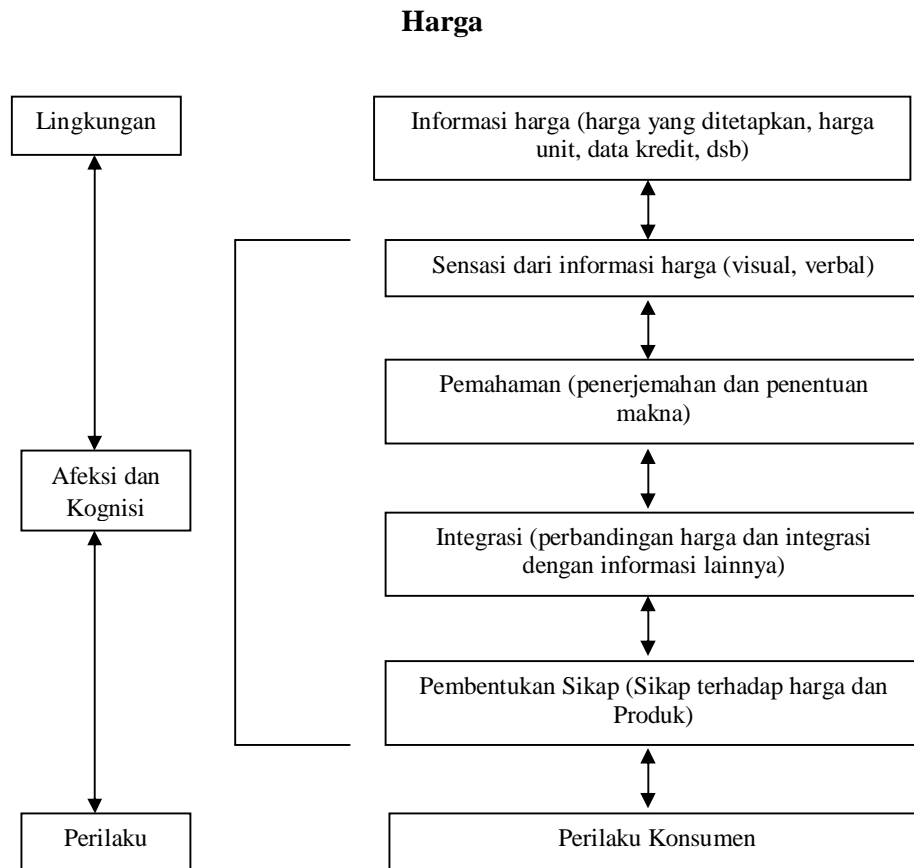 Harga
Lingkungan
Informasi harga (harga yang ditetapkan, harga
unit, data kredit, dsb)
Sensasi dari informasi harga (visual, verbal)
Pemahaman (penerjemahan dan penentuan
makna)
Afeksi dan
Kognisi
Integrasi (perbandingan harga dan integrasi
dengan informasi lainnya)
Pembentukan Sikap (Sikap terhadap harga dan
Produk)
Perilaku
Perilaku Konsumen